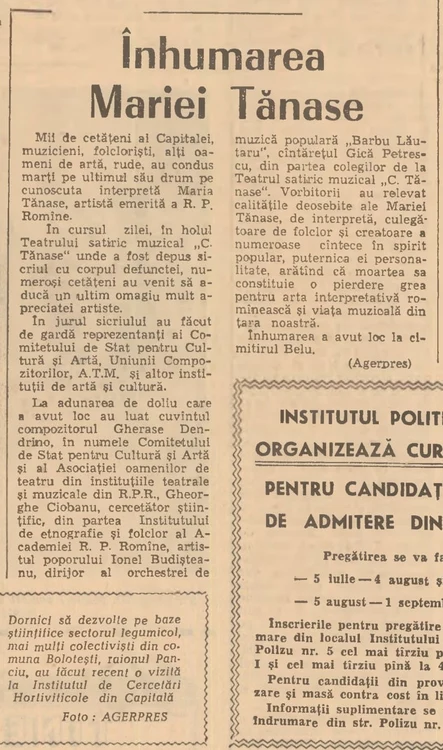 Înhumarea
Mariei Tănase
Mii de cetățeni ai Capitalei,
muzicieni, folcloriști, alți oa-
meni de artă, rude, au condus
marți pe ultimul său drum pe
cunoscuta interpretă Maria
Tănase, artistă emerită a R. P.
Romîne.
În cursul zilei, în holul
Teatrului satiric muzical „C.
Tănase" unde a fost depus si-
criul cu corpul defunctei, nu-
meroși cetățeni au venit să a-
ducă un ultim omagiu mult a-
preciatei artiste.
În jurul sicriului au făcut
de gardă reprezentanți ai Co-
mitetului de Stat pentru Cul-
tură și Artă, Uniunii Compo-
zitorilor, A.T.M. și altor insti-
tuții de artă și cultură.
La adunarea de doliu care
a avut loc au luat cuvîntul
compozitorul Gherase Den-
drino, în numele Comitetului
de Stat pentru Cultură și Artă
și al Asociației oamenilor de
teatru din instituțiile teatrale
și muzicale din R.P.R., Gheor-
ghe Ciobanu, cercetător știin-
țific, din partea Institutului
de etnografie și folclor al A-
cademiei R. P. Romîne, artis-
tul poporului Ionel Budiștea-
nu, dirijor al orchestrei de
muzică populară „Barbu Lău-
taru", cîntărețul Gică Petres-
cu, din partea colegilor de la
Teatrul satiric muzical „C. Tă-
nase". Vorbitorii au relevat
calitățile deosebite ale Mariei
Tănase, de interpretă, culegă-
toare de folclor și creatoare a
numeroase cîntece în spirit
popular, puternica ei persona-
litate, arătînd că moartea sa
constituie o pierdere grea
pentru arta interpretativă ro-
mînească și viața muzicală din
țara noastră.
Înhumarea a avut loc la ci-
mitirul Belu.
(Agerpres)
Dornici să dezvolte pe baze
științifice sectorul legumicol,
mai mulți colectiviști din co-
muna Bolotești, raionul Pan-
ciu, au făcut recent o vizită
la Institutul de Cercetări
Hortiviticole din Capitală
Foto : AGERPRES
INSTITUTUL POLIT
ORGANIZEAZĂ CUR
PENTRU CANDIDAȚ
DE ADMITERE DIN
Pregătirea se va fa
— 5 iulie — 4 august ș
— 5 august — 1 septem
Înscrierile pentru pregătire
mare din localul Institutului
Polizu nr. 5 cel mai tîrziu p
I și cel mai tîrziu pînă la 4
Pentru candidații din prov
zare și masă contra cost în li
Informații suplimentare se
îndrumare din str. Polizu nr.